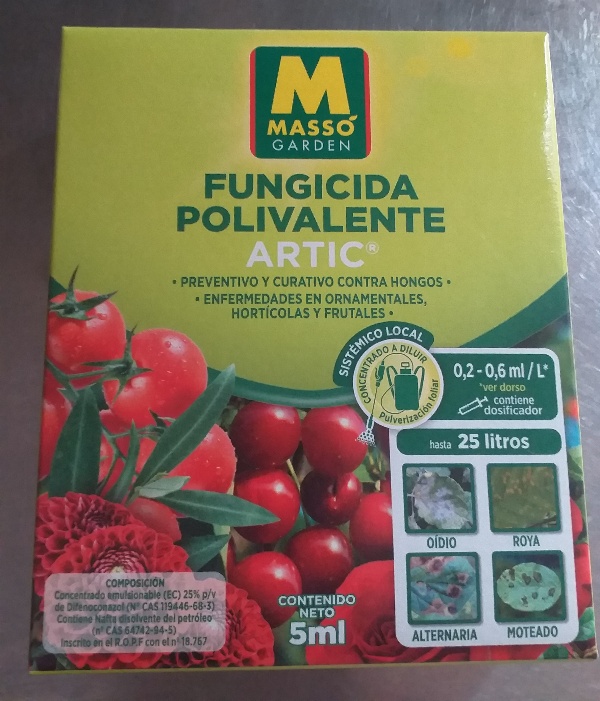 M
MASSÓ
GARDEN
FUNGICIDA
POLIVALENTE
ARTIC®
• PREVENTIVO Y CURATIVO CONTRA HONGOS •
• ENFERMEDADES EN ORNAMENTALES,
HORTÍCOLAS Y FRUTALES •
SISTÉMICO LOCAL
CONCENTRADO A DILUIR
Pulverización foliar
0,2 - 0,6 ml / L*
*ver dorso
contiene
dosificador
hasta 25 litros
OÍDIO
ROYA
ALTERNARIA
MOTEADO
COMPOSICIÓN
Concentrado emulsionable (EC) 25% p/v
de Difenoconazol (Nº CAS 119446-68-3)
Contiene Nafta disolvente del petróleo
(nº CAS 64742-94-5)
Inscrito en el R.O.P.F con el nº 18.767
CONTENIDO
NETO
5ml